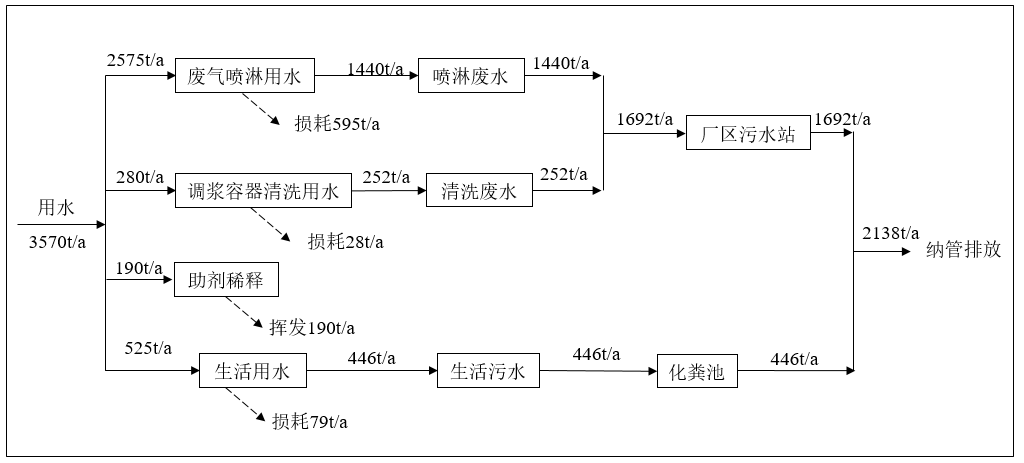 2575t/a
废气喷淋用水
1440t/a
喷淋废水
1440t/a
损耗595t/a
1692t/a
厂区污水站
1692t/a
280t/a
调浆容器清洗用水
252t/a
清洗废水
252t/a
用水
3570t/a
损耗28t/a
2138t/a
纳管排放
190t/a
助剂稀释
挥发190t/a
525t/a
生活用水
446t/a
生活污水
446t/a
化粪池
446t/a
损耗79t/a